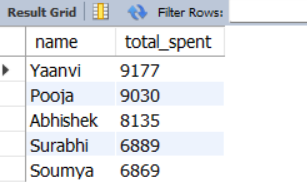 Result Grid Filter Rows:
name total_spent
Yaanvi 9177
Pooja 9030
Abhishek 8135
Surabhi 6889
Soumya 6869